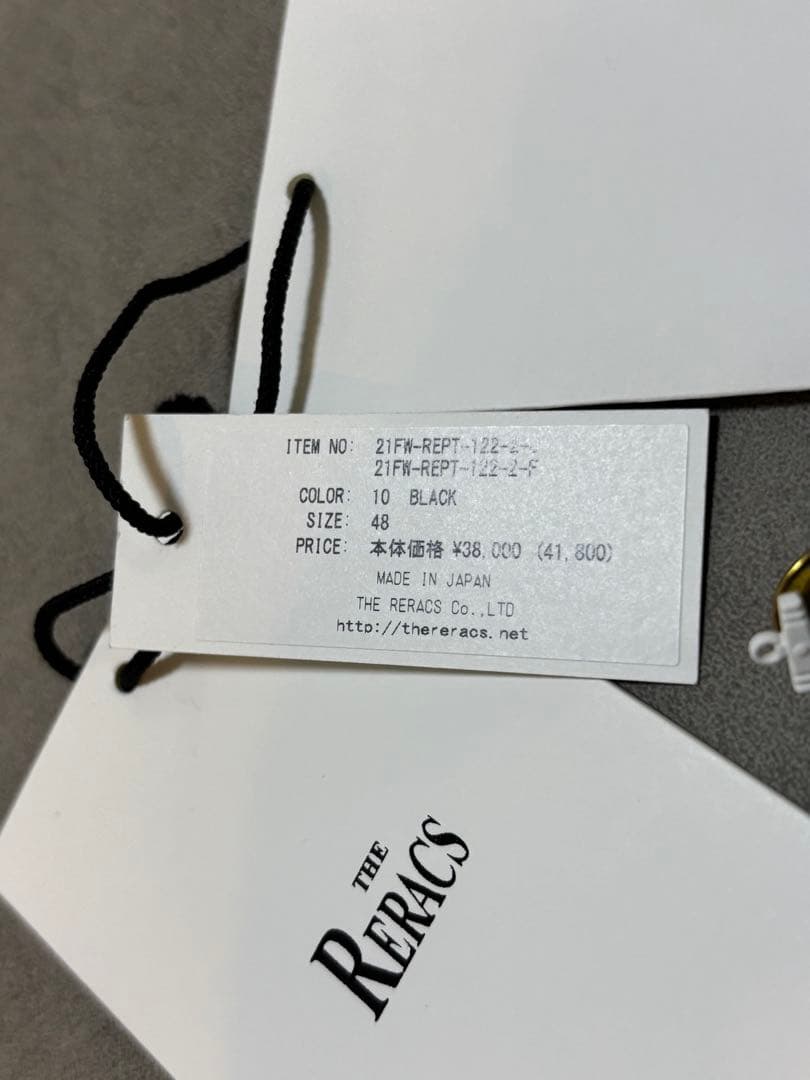 ITEM NO: 21FW-REPT-122-2-J
21FW-REPT-122-2-F
COLOR: 10 BLACK
SIZE: 48
PRICE: 本体価格 ¥38,000 (41,800)
MADE IN JAPAN
THE RERACS Co.,LTD
http://thereracs.net
THE
RERACS